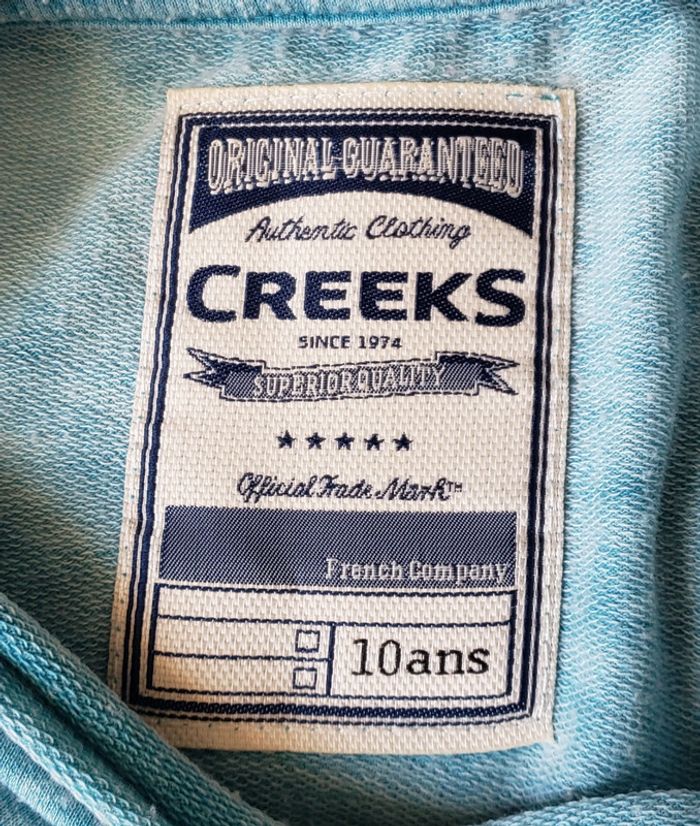 ORIGINAL GUARANTEED
Authentic Clothing
CREEKS
SINCE 1974
SUPERIOR QUALITY
Official Trade Mark™
French Company
10ans